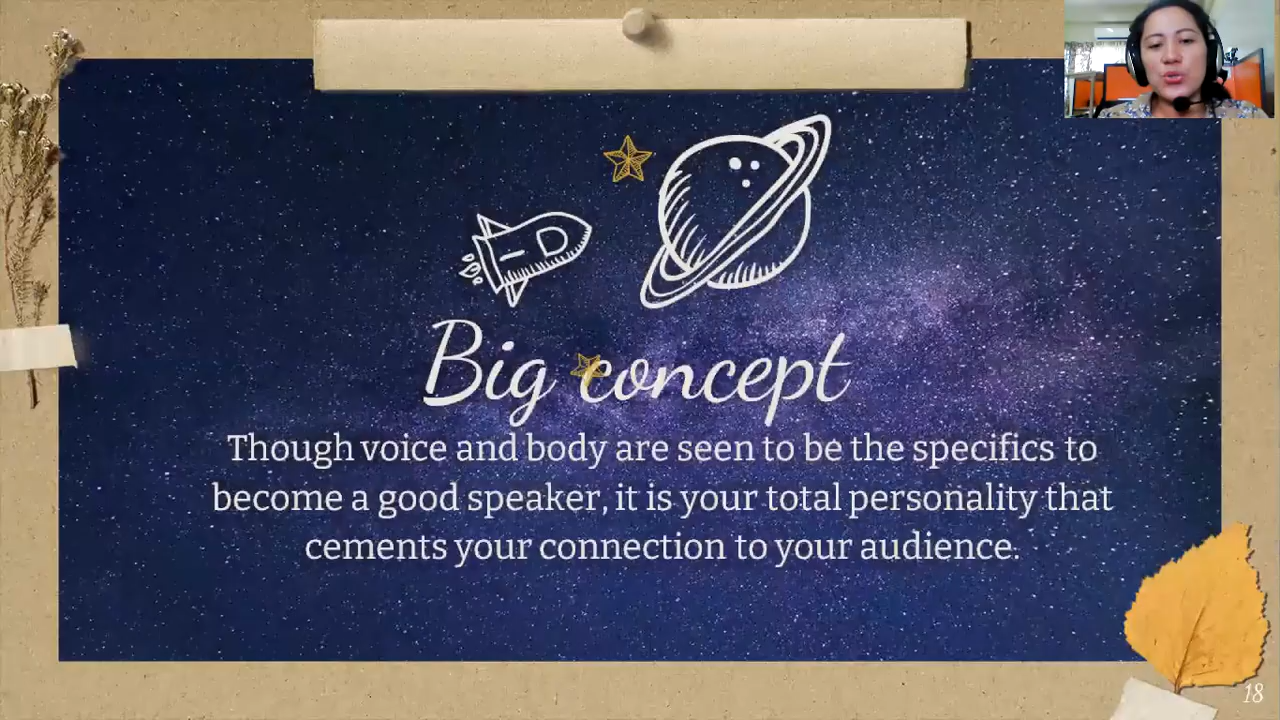 Big concept
Though voice and body are seen to be the specifics to
become a good speaker, it is your total personality that
cements your connection to your audience.
18